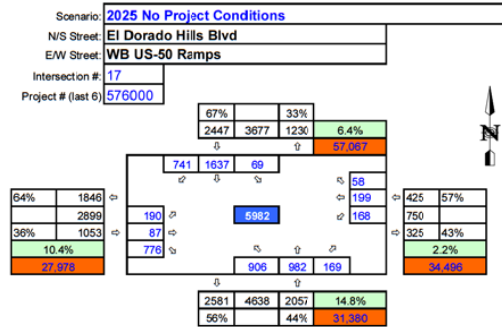 Scenario: 2025 No Project Conditions
N/S Street: El Dorado Hills Blvd
E/W Street: WB US-50 Ramps
Intersection #: 17
Project # (last 6) 576000
67% 33%
2447 3677 1230 6.4%
57,067
N
741 1637 69
58
64% 1846 199 425 57%
2899 190 5982 168 750
36% 1053 87 325 43%
10.4% 776 2.2%
27,978 906 982 169 34,496
2581 4638 2057 14.8%
56% 44% 31,380